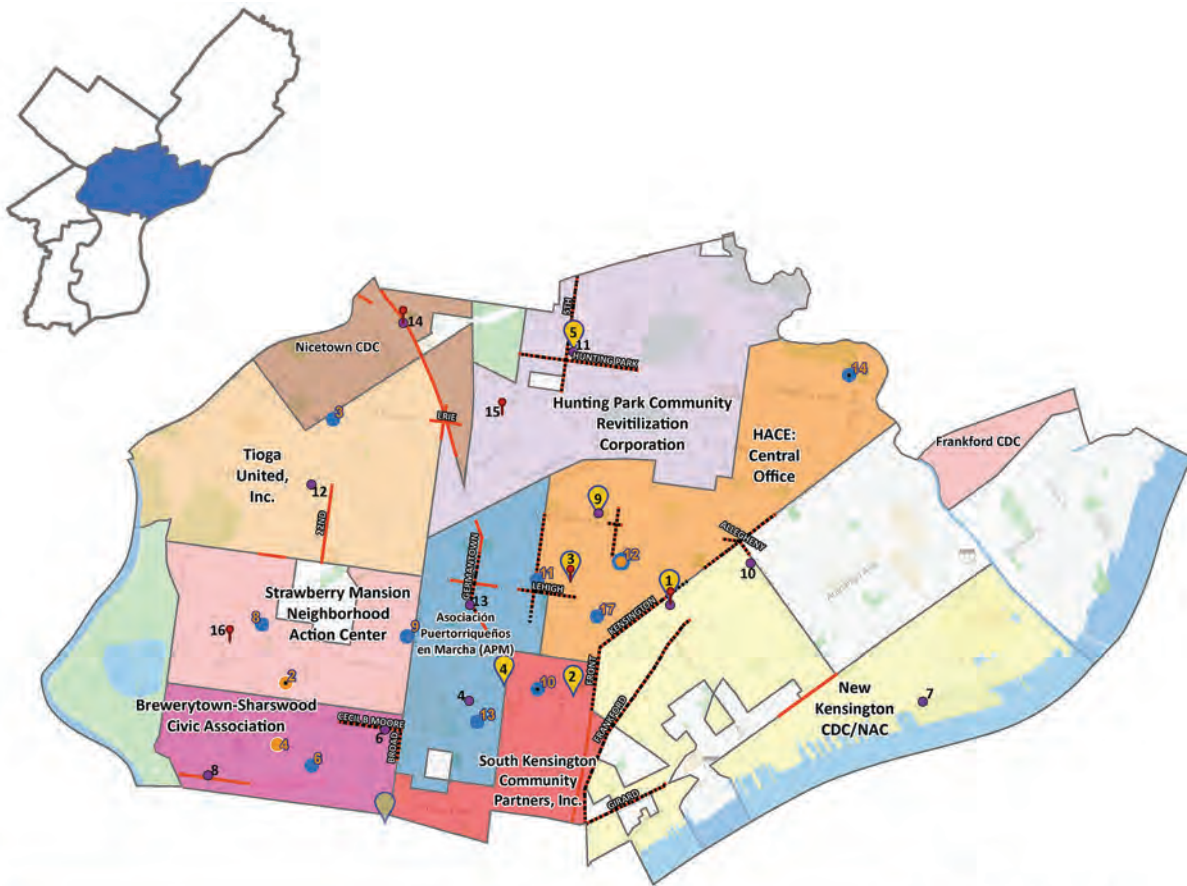 5TH
5
14
11
Nicetown CDC
HUNTING PARK
14
3
15
Hunting Park Community
Revitilization
Corporation
ERIE
HACE:
Central
Office
Frankford CDC
Tioga
United,
Inc.
12
22ND
9
ALLEGHENY
GERMANTOWN
3
12
10
11
LEHIGH
1
13
Strawberry Mansion
Neighborhood
Action Center
Asociación
Puertorriqueños
en Marcha (APM)
17
KENSINGTON
8
16
9
2
4
2
10
FRONT
4
7
New
Kensington
CDC/NAC
Brewerytown-Sharswood
Civic Association
CECIL B MOORE
6
13
BROAD
FRANKFORD
4
6
8
South Kensington
Community
Partners, Inc.
GIRARD